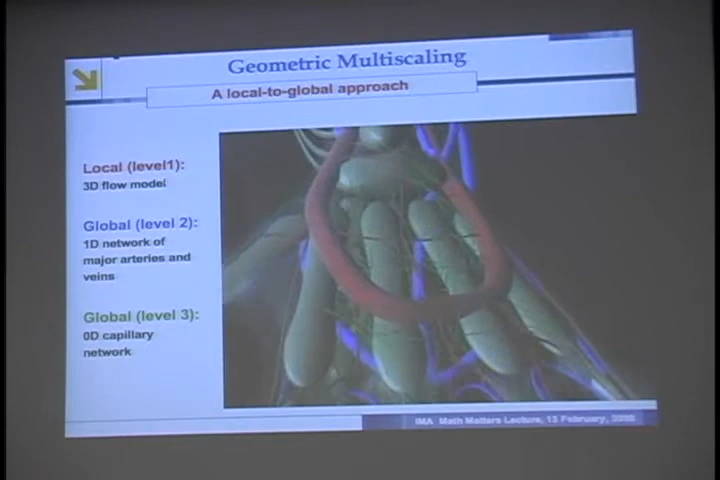 Geometric Multiscaling
A local-to-global approach
Local (level1):
3D flow model
Global (level 2):
1D network of
major arteries and
veins
Global (level 3):
0D capillary
network
IMA Math Matters Lecture, 13 February,